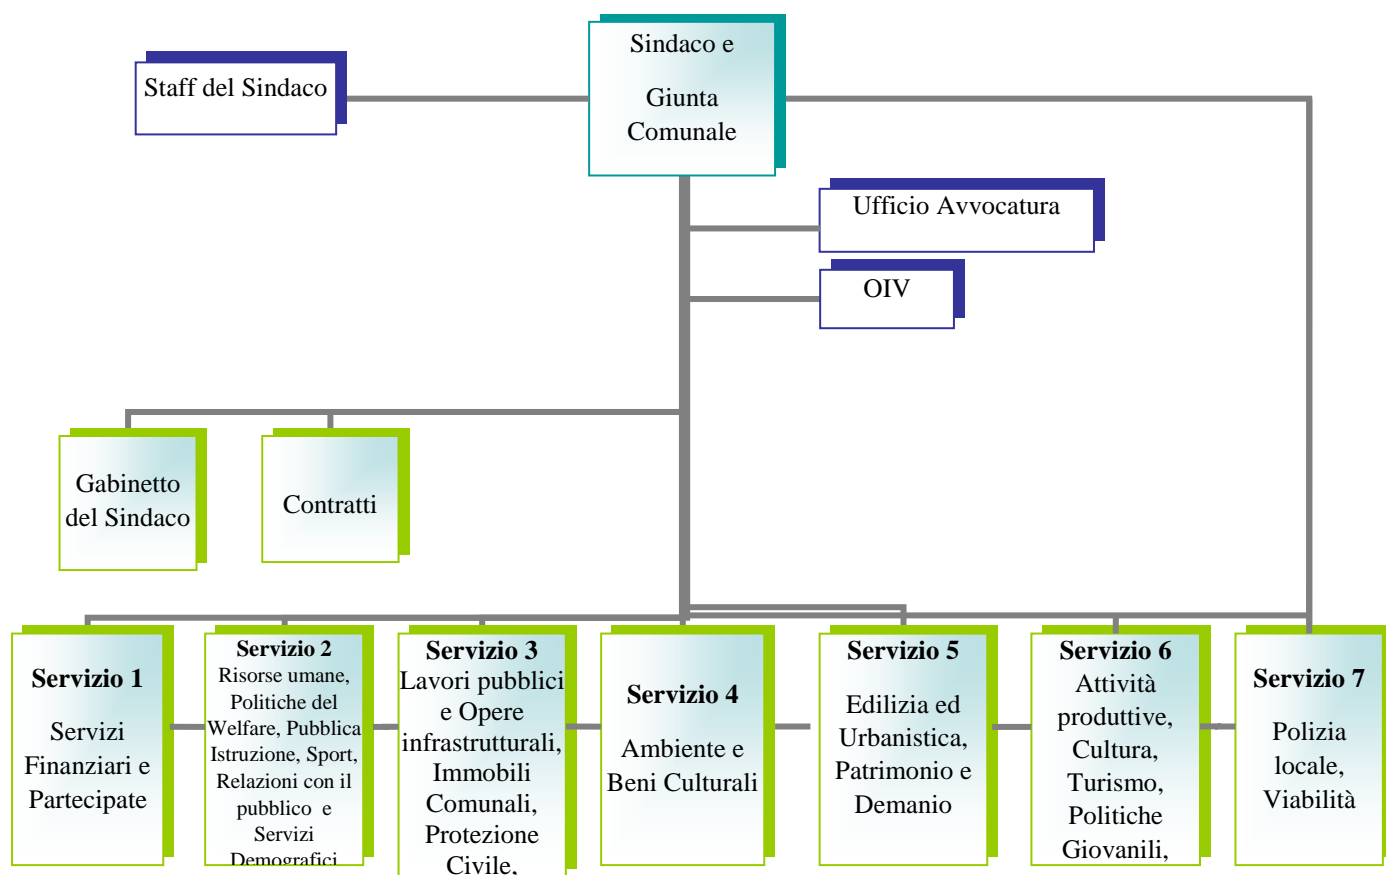 Sindaco e
Giunta
Comunale
Staff del Sindaco
Ufficio Avvocatura
OIV
Gabinetto
del Sindaco
Contratti
Servizio 1
Servizi
Finanziari e
Partecipate
Servizio 2
Risorse umane,
Politiche del
Welfare, Pubblica
Istruzione, Sport,
Relazioni con il
pubblico e
Servizi
Demografici
Servizio 3
Lavori pubblici
e Opere
infrastrutturali,
Immobili
Comunali,
Protezione
Civile,
Servizio 4
Ambiente e
Beni Culturali
Servizio 5
Edilizia ed
Urbanistica,
Patrimonio e
Demanio
Servizio 6
Attività
produttive,
Cultura,
Turismo,
Politiche
Giovanili,
Servizio 7
Polizia
locale,
Viabilità